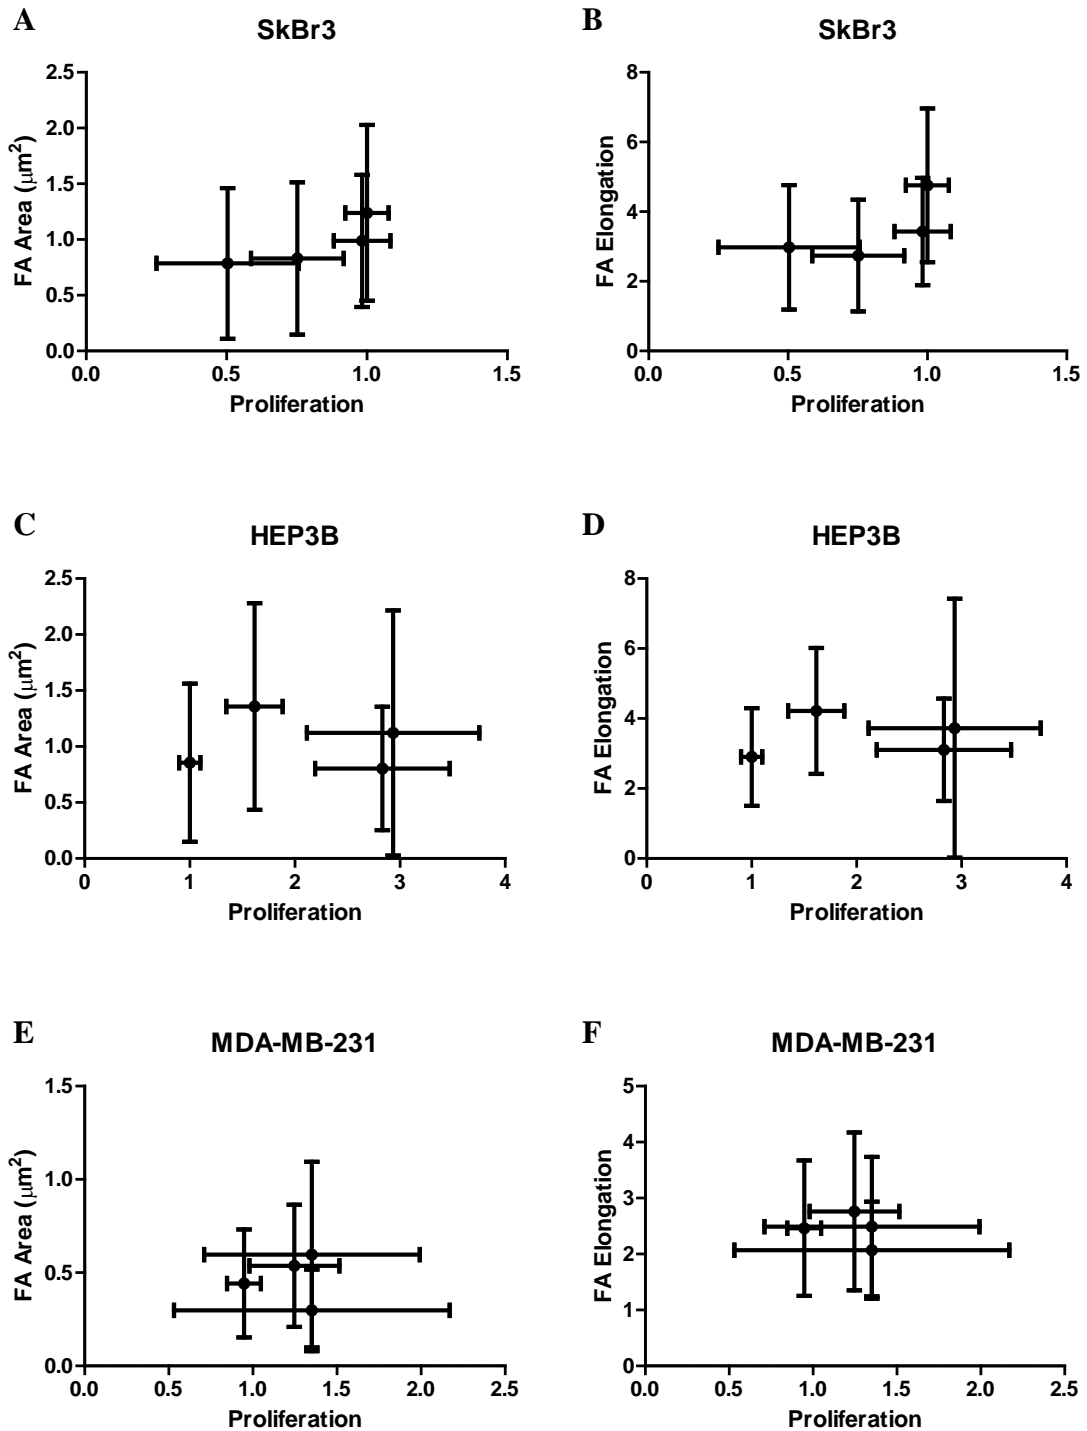 A
SkBr3
2.5
2.0
1.5
1.0
0.5
0.0
FA Area (μm²)
0.0 0.5 1.0 1.5
Proliferation
B
SkBr3
8
6
4
2
0
FA Elongation
0.0 0.5 1.0 1.5
Proliferation
C
HEP3B
2.5
2.0
1.5
1.0
0.5
0.0
FA Area (μm²)
0 1 2 3 4
Proliferation
D
HEP3B
8
6
4
2
0
FA Elongation
0 1 2 3 4
Proliferation
E
MDA-MB-231
1.5
1.0
0.5
0.0
FA Area (μm²)
0.0 0.5 1.0 1.5 2.0 2.5
Proliferation
F
MDA-MB-231
5
4
3
2
1
0
FA Elongation
0.0 0.5 1.0 1.5 2.0 2.5
Proliferation